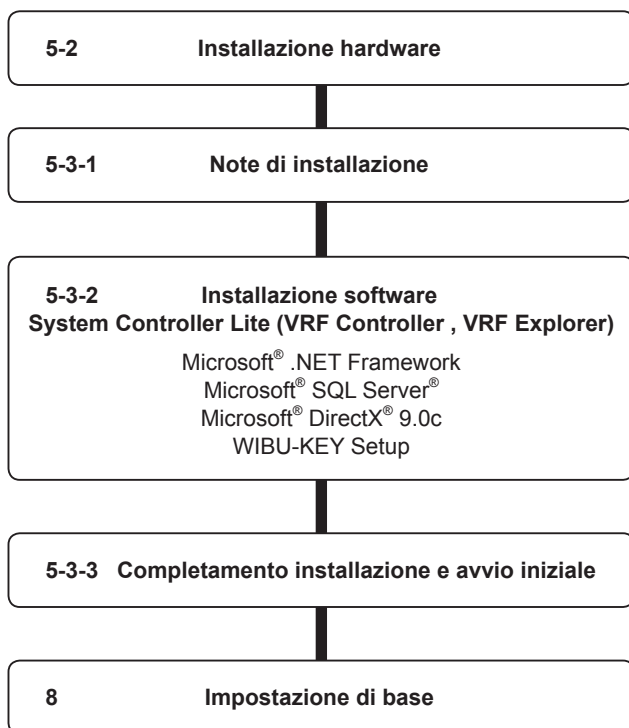 5-2 Installazione hardware
5-3-1 Note di installazione
5-3-2 Installazione software
System Controller Lite (VRF Controller , VRF Explorer)
Microsoft® .NET Framework
Microsoft® SQL Server®
Microsoft® DirectX® 9.0c
WIBU-KEY Setup
5-3-3 Completamento installazione e avvio iniziale
8 Impostazione di base